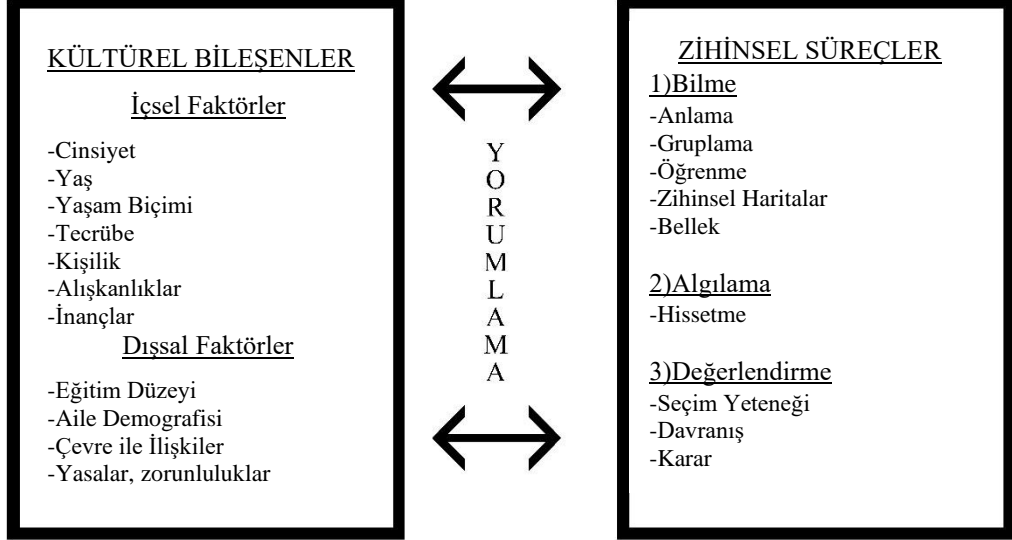 KÜLTÜREL BİLEŞENLER
İçsel Faktörler
-Cinsiyet
-Yaş
-Yaşam Biçimi
-Tecrübe
-Kişilik
-Alışkanlıklar
-İnançlar
Dışsal Faktörler
-Eğitim Düzeyi
-Aile Demografisi
-Çevre ile İlişkiler
-Yasalar, zorunluluklar
Y
O
R
U
M
L
A
M
A
ZİHİNSEL SÜREÇLER
1)Bilme
-Anlama
-Gruplama
-Öğrenme
-Zihinsel Haritalar
-Bellek
2)Algılama
-Hissetme
3)Değerlendirme
-Seçim Yeteneği
-Davranış
-Karar